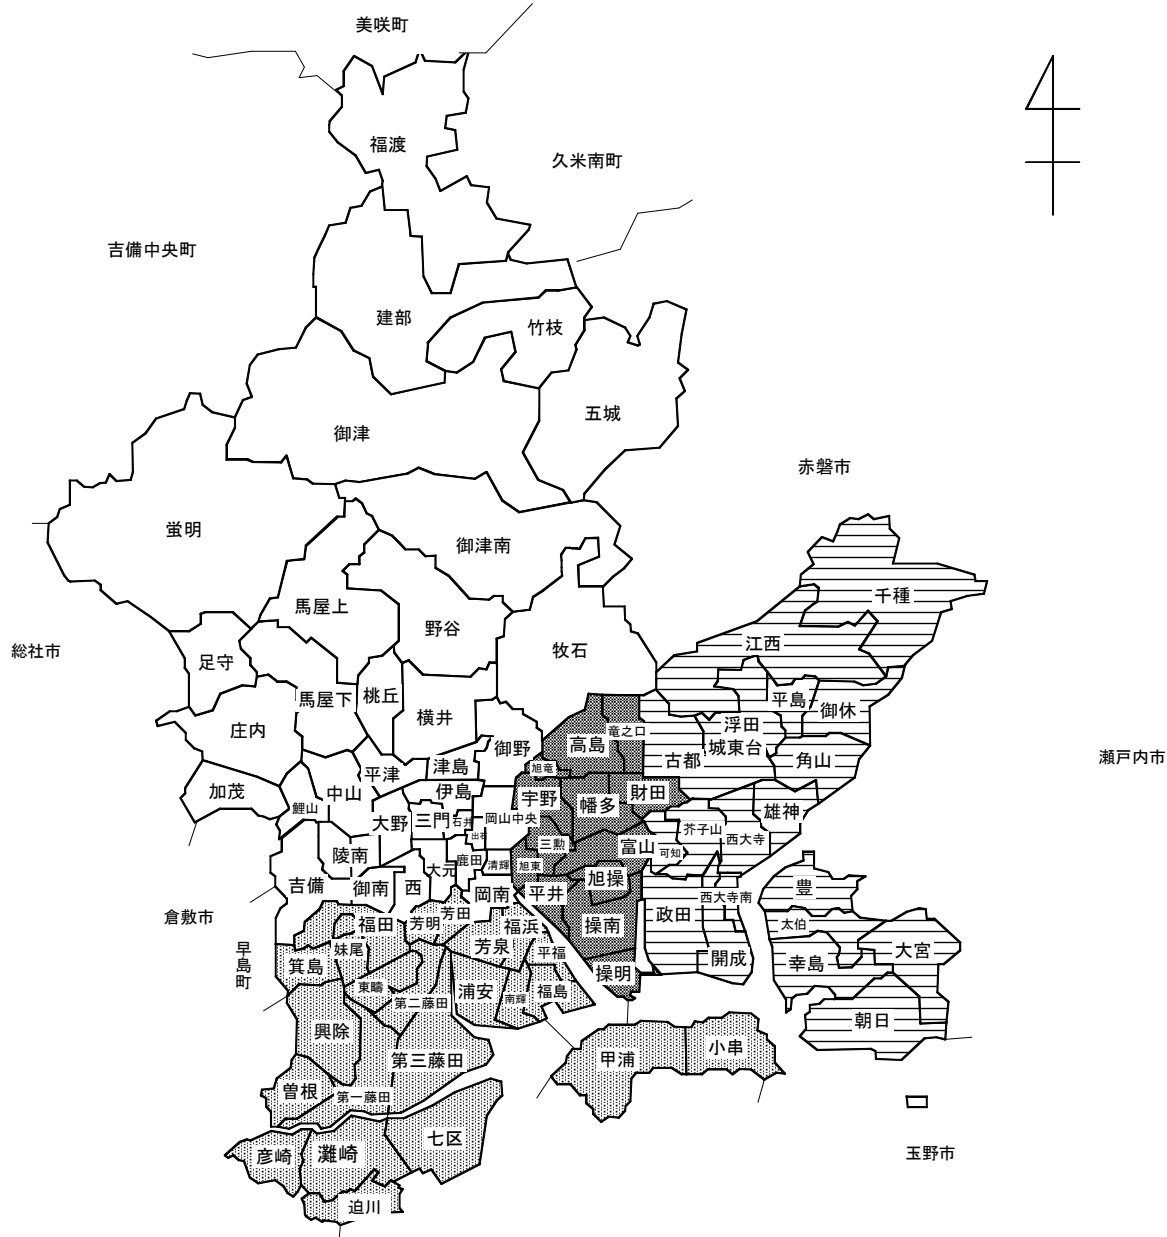 美咲町
福渡
久米南町
吉備中央町
建部
竹枝
五城
御津
赤磐市
蛍明
御津南
千種
馬屋上
野谷
江西
牧石
総社市
足守
馬屋下
桃丘
平島
御休
横井
庄内
浮田
竜之口
高島
御野
城東台
古都
角山
瀬戸内市
津島
旭竜
平津
加茂
中山
伊島
宇野
幡多
財田
鯉山
大野
三門
石井
岡山中央
雄神
芥子山
出石
西大寺
三勲
富山
可知
陵南
鹿田
清輝
旭東
大元
旭操
吉備
御南
西
岡南
平井
豊
西大寺南
倉敷市
福田
芳明
芳田
福浜
操南
政田
太伯
早島町
妹尾
芳泉
平福
大宮
箕島
開成
幸島
操明
東疇
第二藤田
浦安
南輝
福島
朝日
興除
小串
甲浦
第三藤田
曽根
第一藤田
七区
彦崎
灘崎
玉野市
迫川